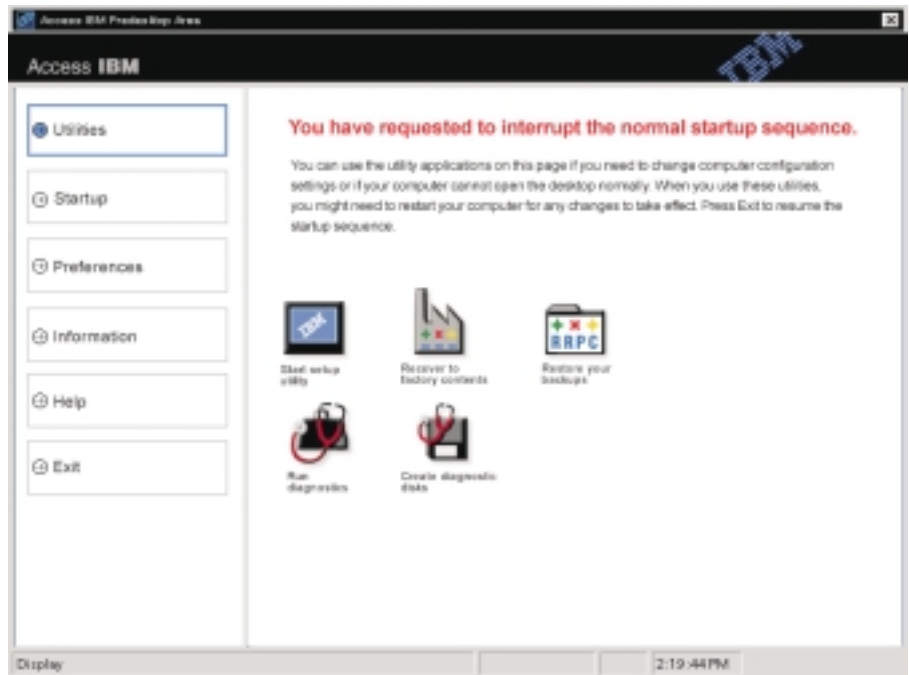 Access IBM Predesktop Area
Access IBM
IBM
Utilities
Startup
Preferences
Information
Help
Exit
You have requested to interrupt the normal startup sequence.
You can use the utility applications on this page if you need to change computer configuration
settings or if your computer cannot open the desktop normally. When you use these utilities,
you might need to restart your computer for any changes to take effect. Press Exit to resume the
startup sequence.
IBM
Start setup
utility
Recover to
factory contents
RRPC
Restore your
backups
Run
diagnostics
Create diagnostic
disks
Display
2:19:44 PM